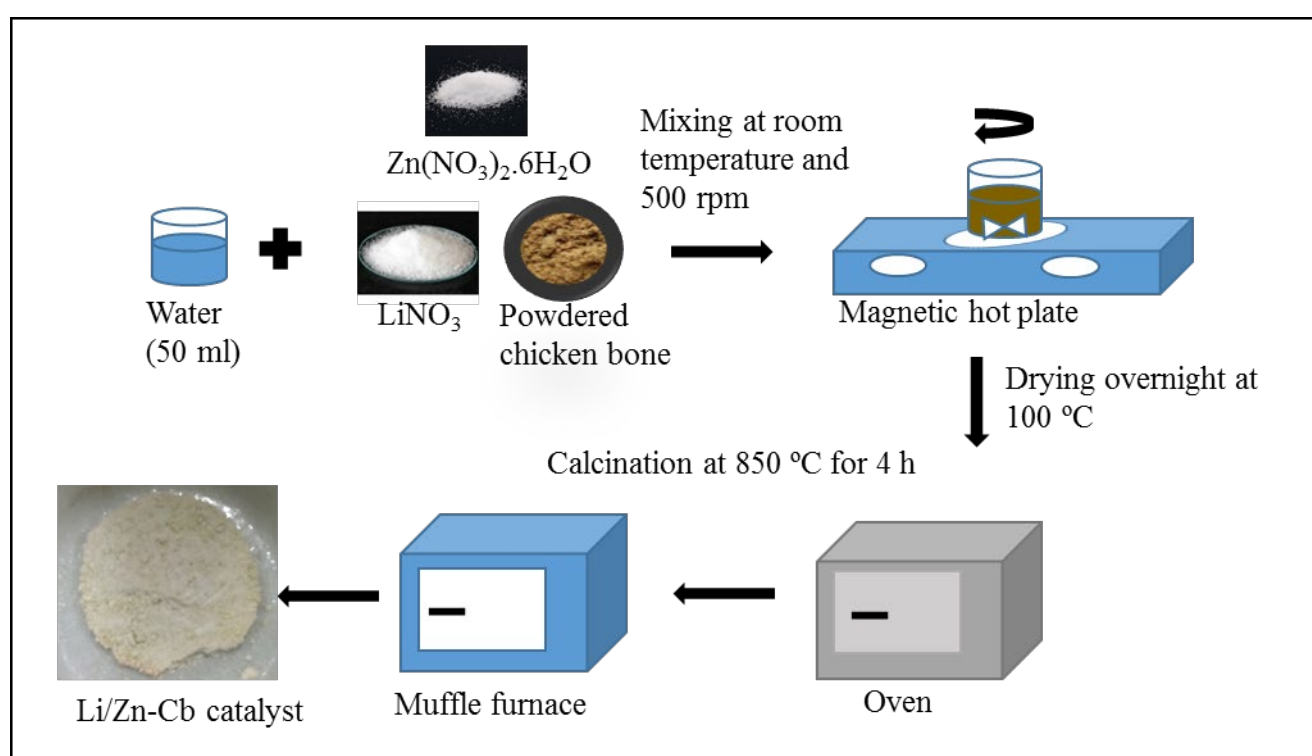 Zn(NO₃)₂.6H₂O
Mixing at room
temperature and
500 rpm
Water
(50 ml)
LiNO₃
Powdered
chicken bone
Magnetic hot plate
Drying overnight at
100 ºC
Calcination at 850 ºC for 4 h
Li/Zn-Cb catalyst
Muffle furnace
Oven